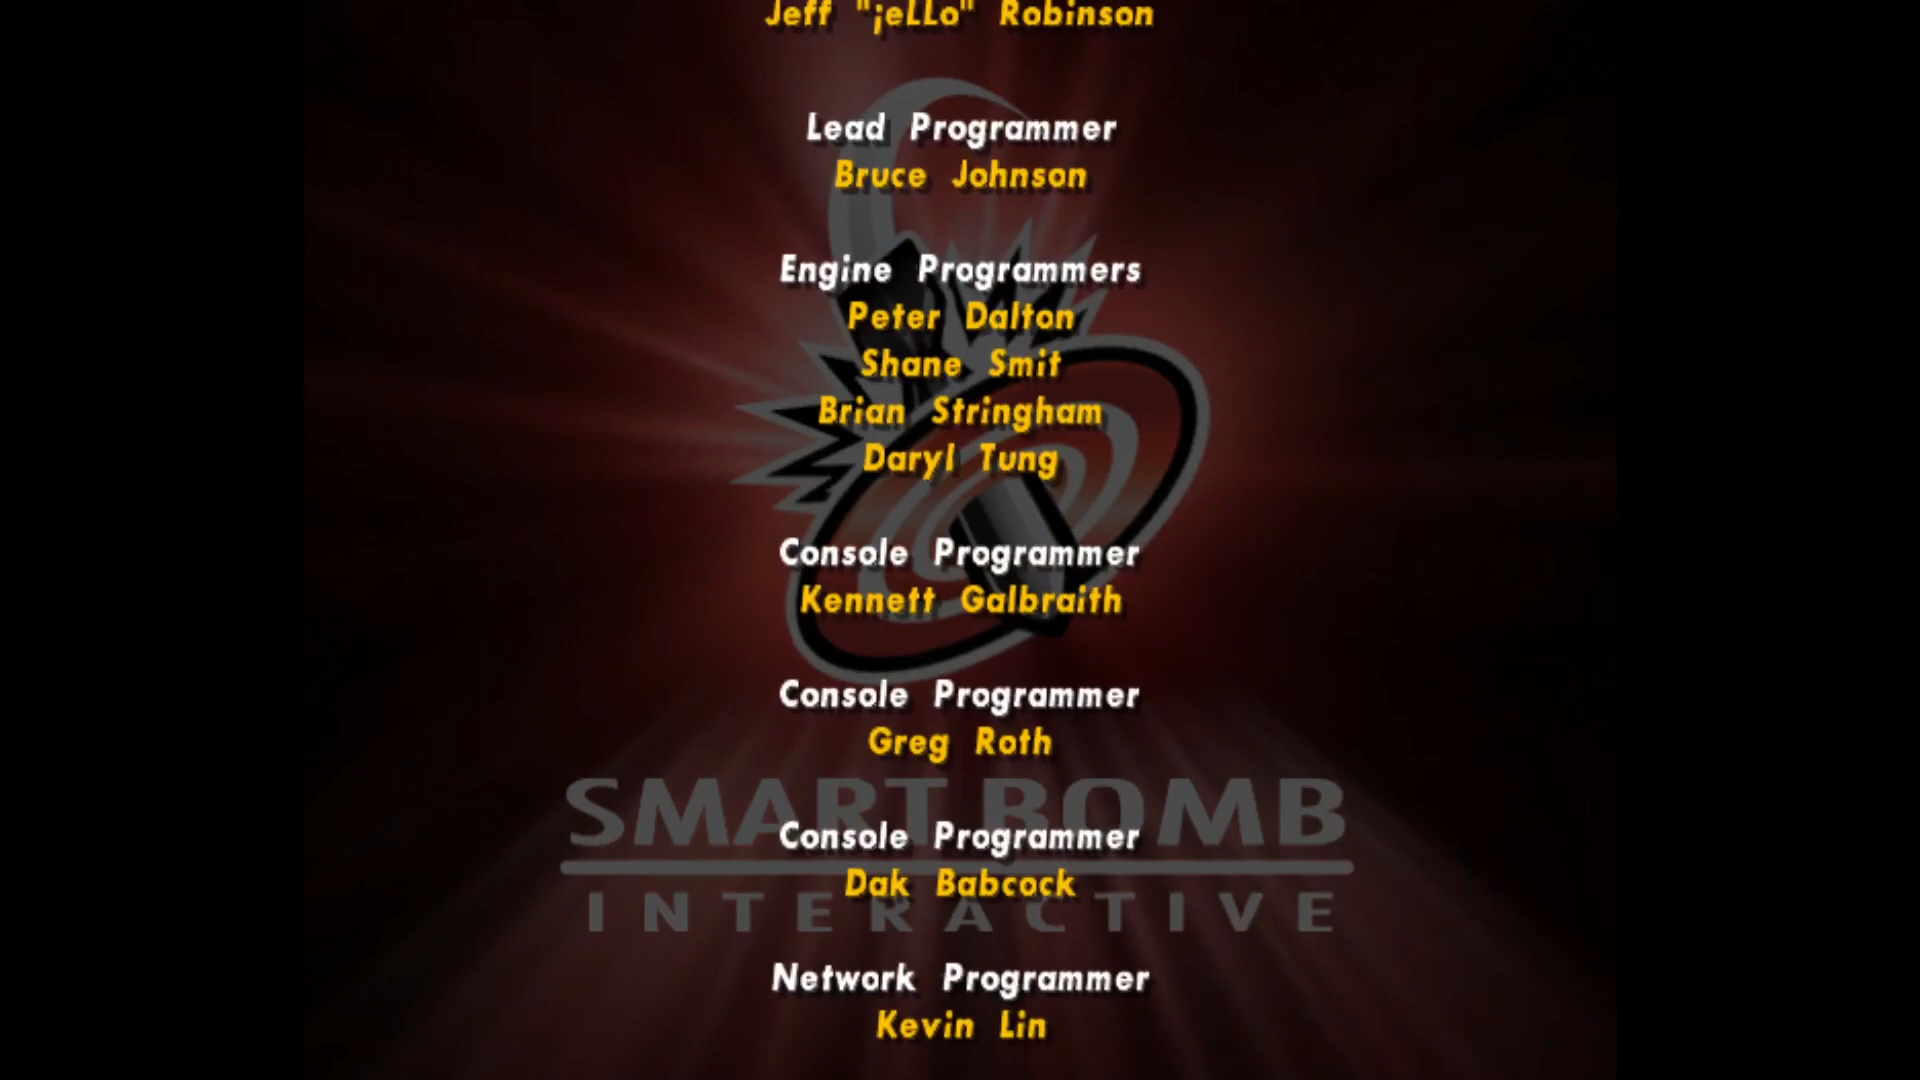 Jeff "jeLLo" Robinson
Lead Programmer
Bruce Johnson
Engine Programmers
Peter Dalton
Shane Smit
Brian Stringham
Daryl Tung
Console Programmer
Kennett Galbraith
Console Programmer
Greg Roth
SMART BOMB
Console Programmer
Dak Babcock
INTERACTIVE
Network Programmer
Kevin Lin